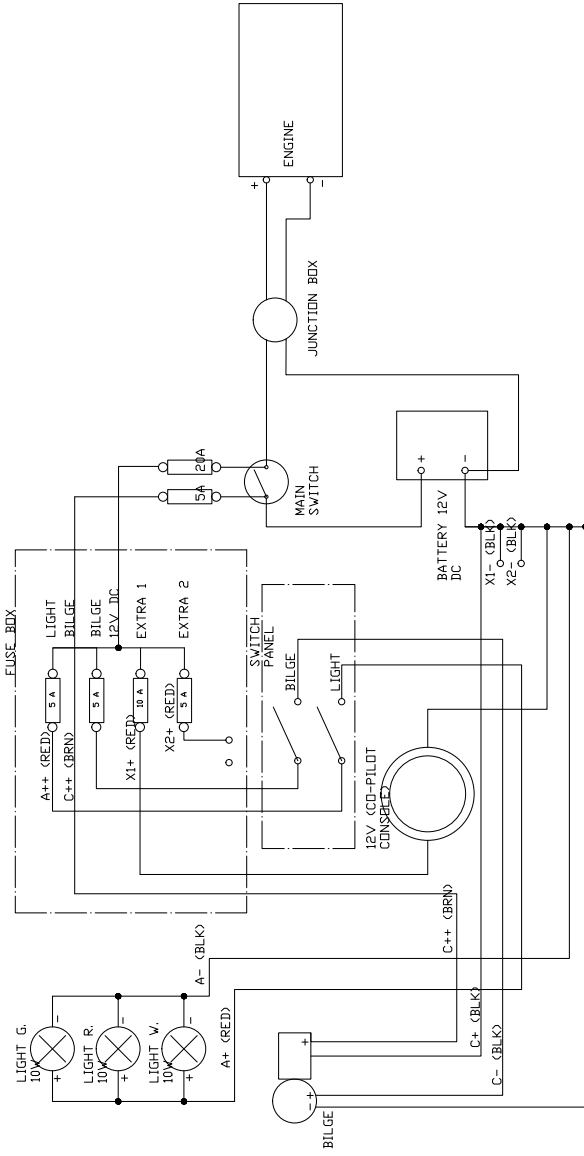 ENGINE
+
-
JUNCTION BOX
20A
5A
MAIN
SWITCH
+
-
BATTERY 12V
DC
X1- (BLK)
X2- (BLK)
FUSE BOX
LIGHT
BILGE
BILGE
12V DC
EXTRA 1
EXTRA 2
5 A
5 A
10 A
5 A
A++ (RED)
C++ (BRN)
X1+ (RED)
X2+ (RED)
SWITCH
PANEL
BILGE
LIGHT
12V (CO-PILOT
CONSOLE)
A- (BLK)
A+ (RED)
C++ (BRN)
C+ (BLK)
C- (BLK)
LIGHT G.
10W
+
-
LIGHT R.
10W
+
-
LIGHT W.
10W
+
-
+
- +
BILGE